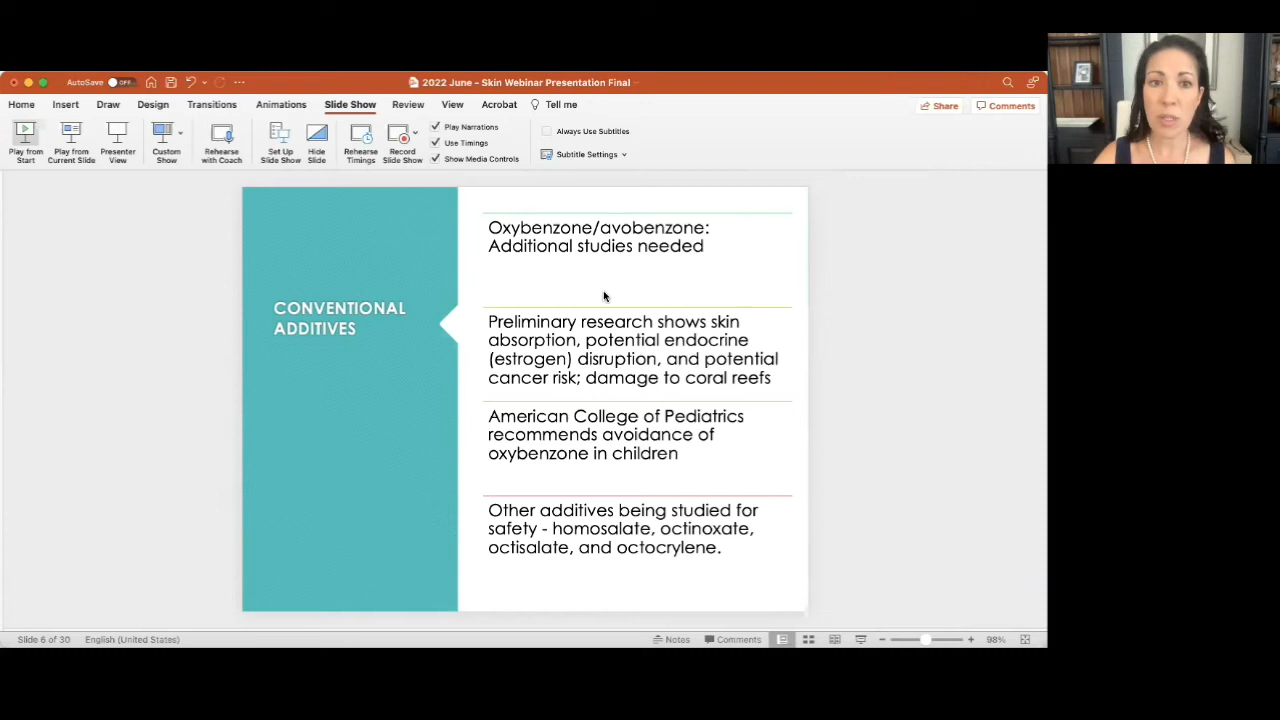 AutoSave OFF
2022 June – Skin Webinar Presentation Final
Home Insert Draw Design Transitions Animations Slide Show Review View Acrobat Tell me
Share Comments
Play from Start
Play from Current Slide
Presenter View
Custom Show
Rehearse with Coach
Set Up Slide Show
Hide Slide
Rehearse Timings
Record Slide Show
Play Narrations
Use Timings
Show Media Controls
Always Use Subtitles
Subtitle Settings
CONVENTIONAL
ADDITIVES
Oxybenzone/avobenzone:
Additional studies needed
Preliminary research shows skin
absorption, potential endocrine
(estrogen) disruption, and potential
cancer risk; damage to coral reefs
American College of Pediatrics
recommends avoidance of
oxybenzone in children
Other additives being studied for
safety - homosalate, octinoxate,
octisalate, and octocrylene.
Slide 6 of 30 English (United States) Notes Comments 98%